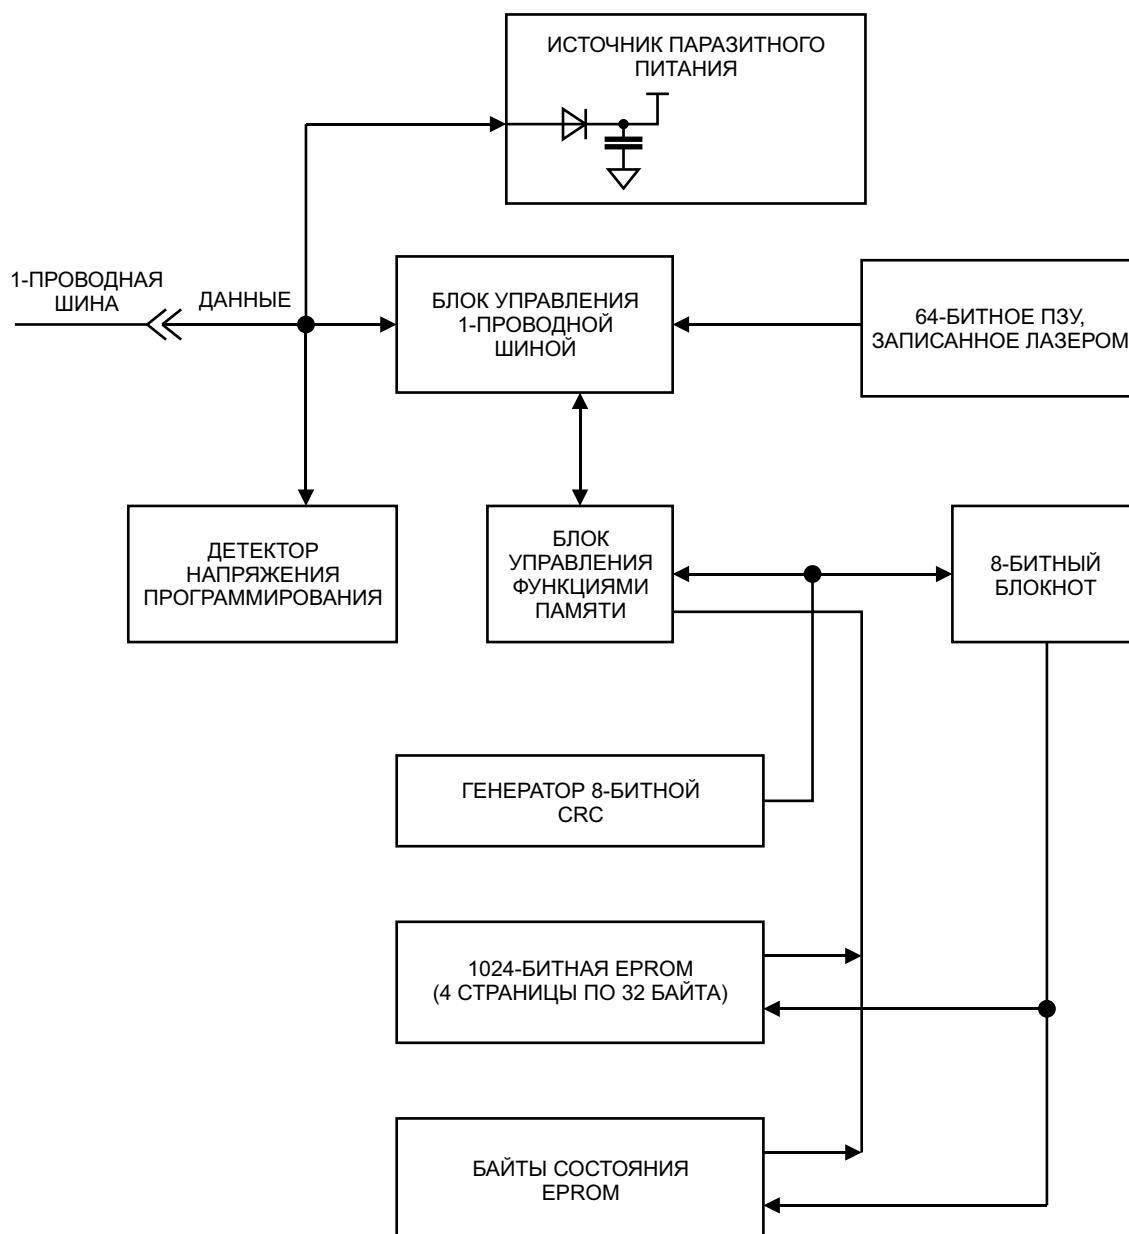 ИСТОЧНИК ПАРАЗИТНОГО
ПИТАНИЯ
1-ПРОВОДНАЯ
ШИНА
ДАННЫЕ
БЛОК УПРАВЛЕНИЯ
1-ПРОВОДНОЙ
ШИНОЙ
64-БИТНОЕ ПЗУ,
ЗАПИСАННОЕ ЛАЗЕРОМ
ДЕТЕКТОР
НАПРЯЖЕНИЯ
ПРОГРАММИРОВАНИЯ
БЛОК
УПРАВЛЕНИЯ
ФУНКЦИЯМИ
ПАМЯТИ
8-БИТНЫЙ
БЛОКНОТ
ГЕНЕРАТОР 8-БИТНОЙ
CRC
1024-БИТНАЯ EPROM
(4 СТРАНИЦЫ ПО 32 БАЙТА)
БАЙТЫ СОСТОЯНИЯ
EPROM